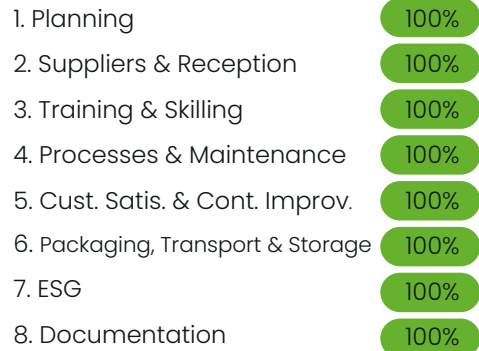 1. Planning 100%
2. Suppliers & Reception 100%
3. Training & Skilling 100%
4. Processes & Maintenance 100%
5. Cust. Satis. & Cont. Improv. 100%
6. Packaging, Transport & Storage 100%
7. ESG 100%
8. Documentation 100%